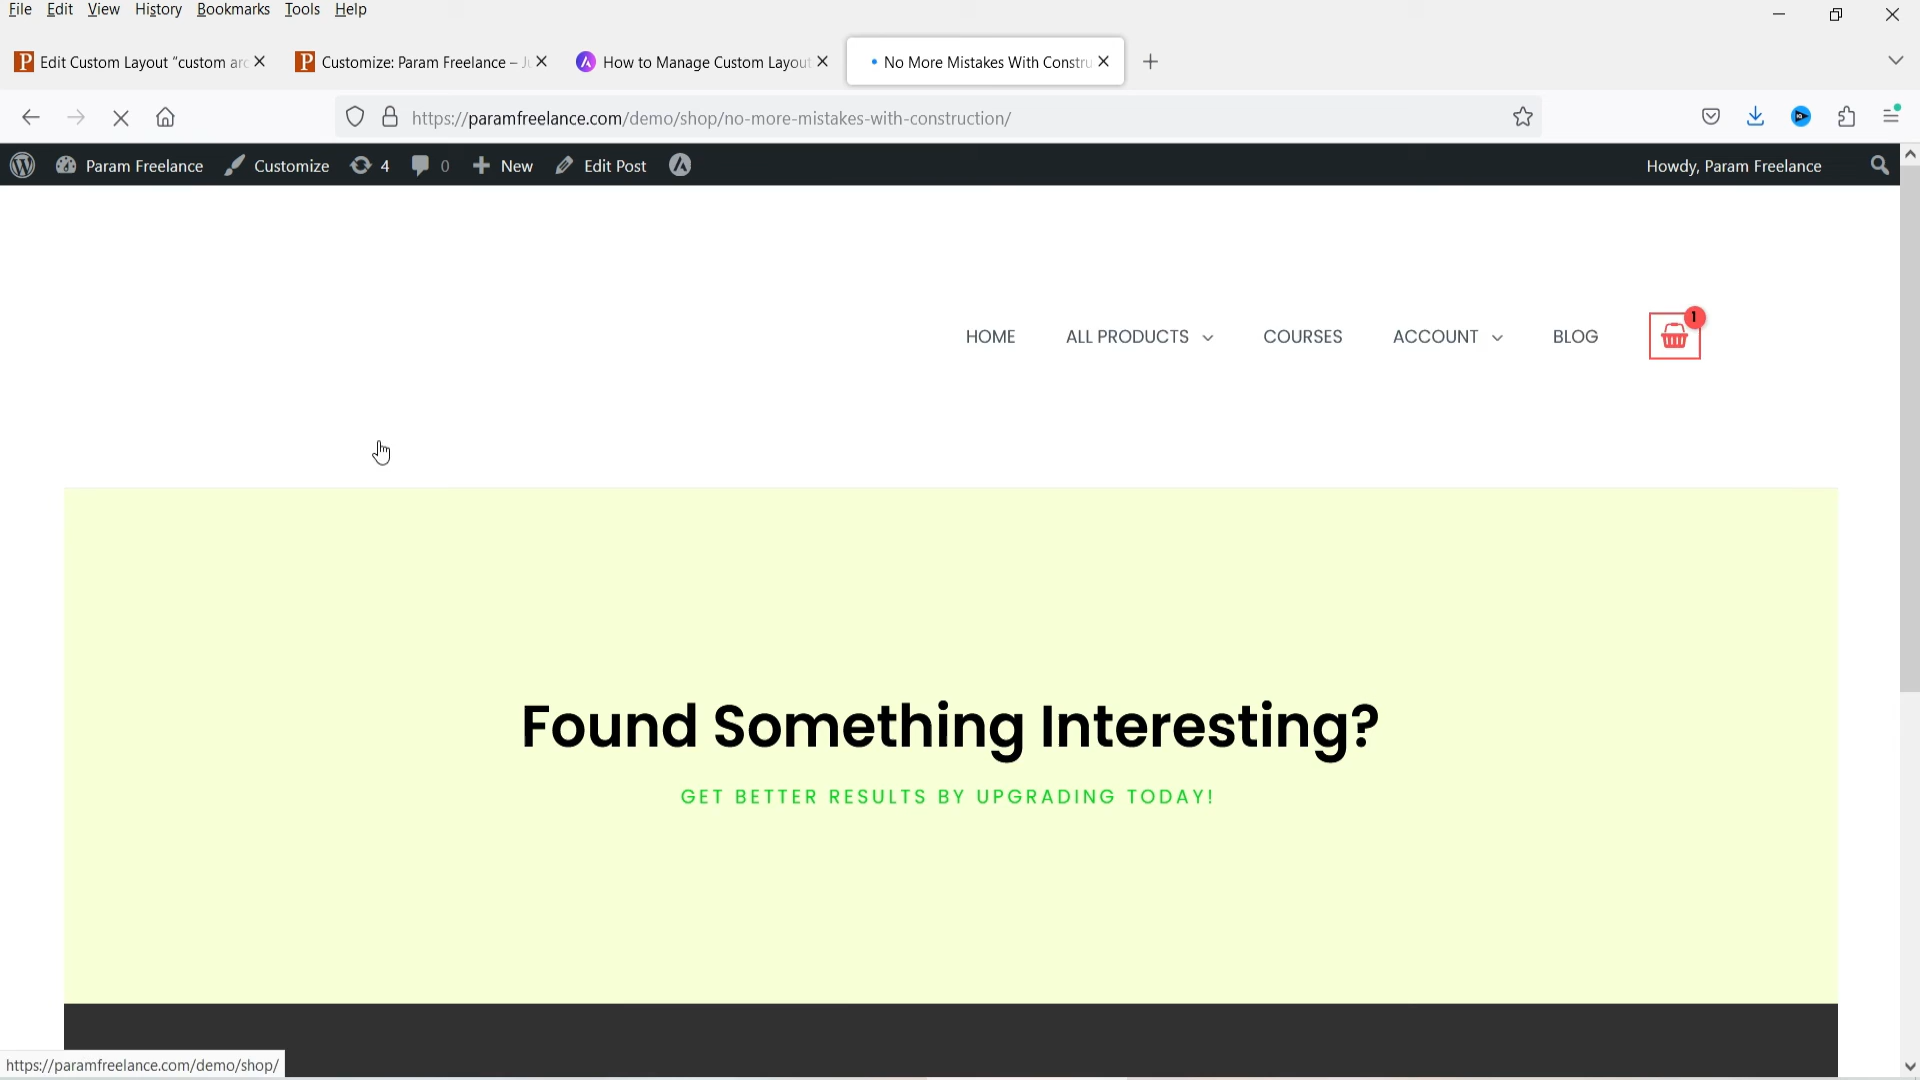 File Edit View History Bookmarks Tools Help
Edit Custom Layout “custom arc
Customize: Param Freelance – Ju
How to Manage Custom Layout
No More Mistakes With Constru
https://paramfreelance.com/demo/shop/no-more-mistakes-with-construction/
Param Freelance Customize 4 0 New Edit Post Howdy, Param Freelance
HOME ALL PRODUCTS COURSES ACCOUNT BLOG 1
Found Something Interesting?
GET BETTER RESULTS BY UPGRADING TODAY!
https://paramfreelance.com/demo/shop/